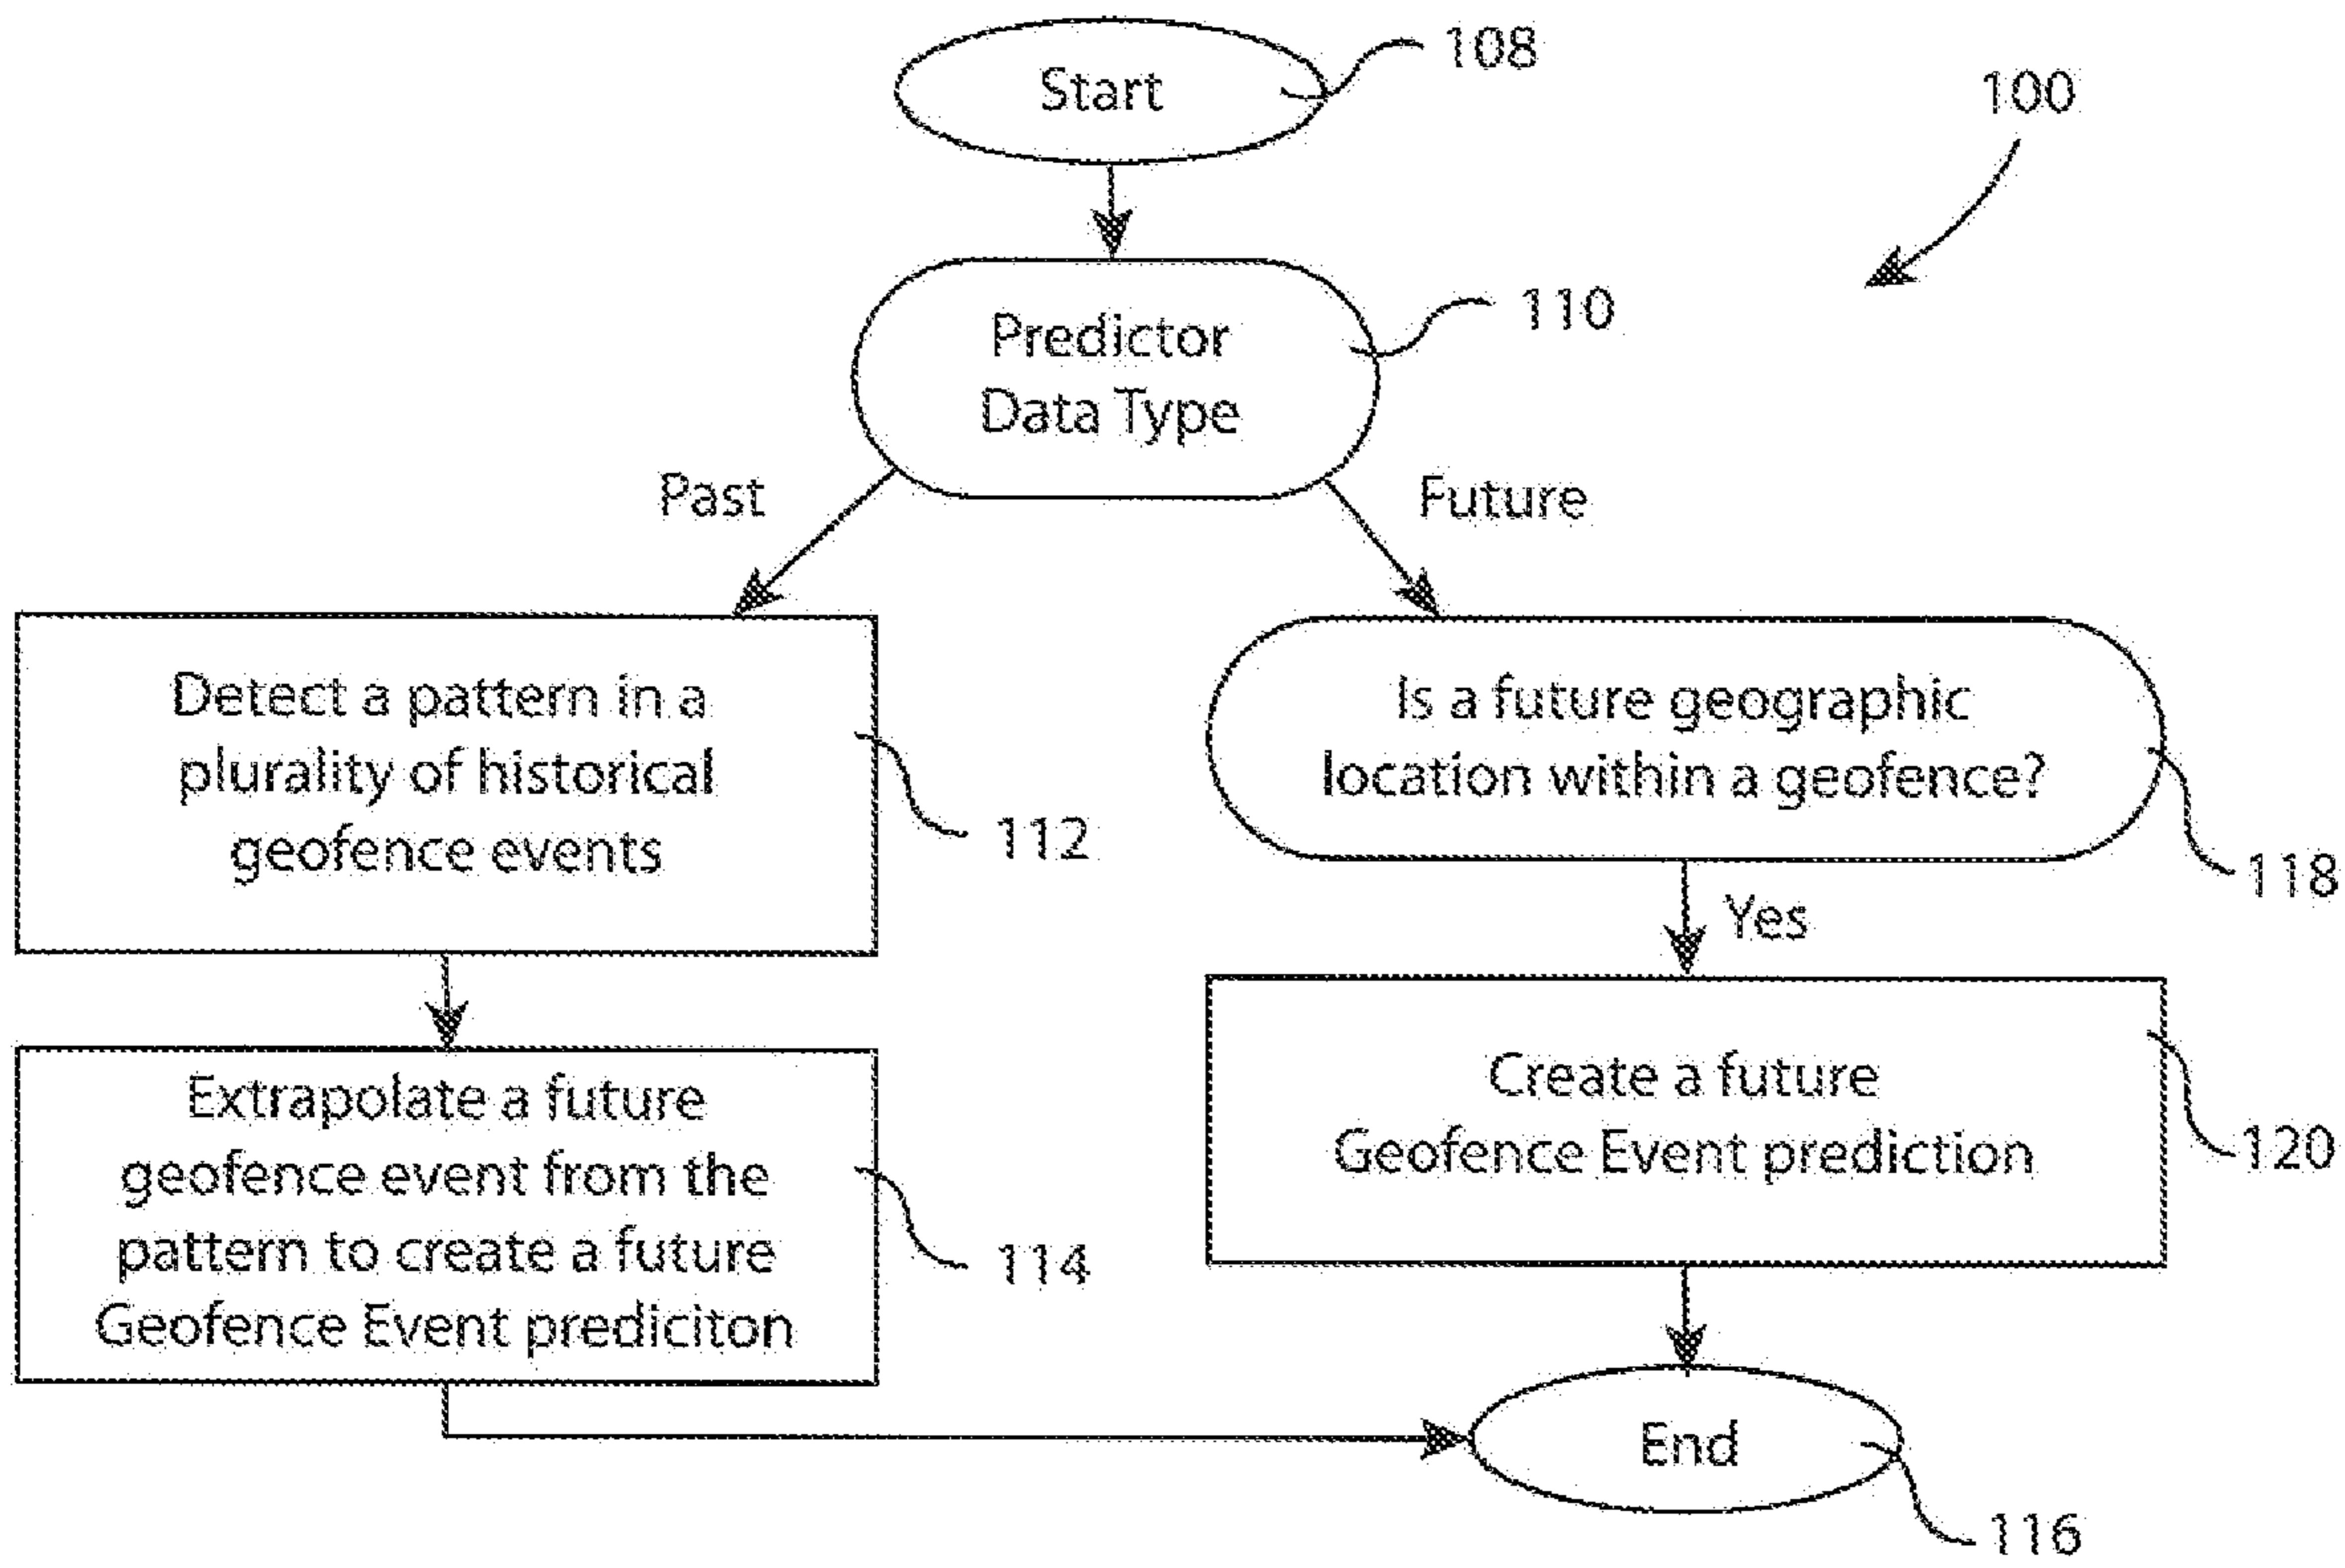 Start
108
100
Predictor
Data Type
110
Past
Future
Detect a pattern in a
plurality of historical
geofence events
112
Is a future geographic
location within a geofence?
118
Yes
Extrapolate a future
geofence event from the
pattern to create a future
Geofence Event prediciton
114
Create a future
Geofence Event prediction
120
End
116